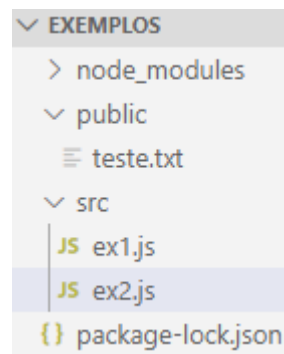 EXEMPLOS
node_modules
public
teste.txt
src
JS ex1.js
JS ex2.js
{} package-lock.json